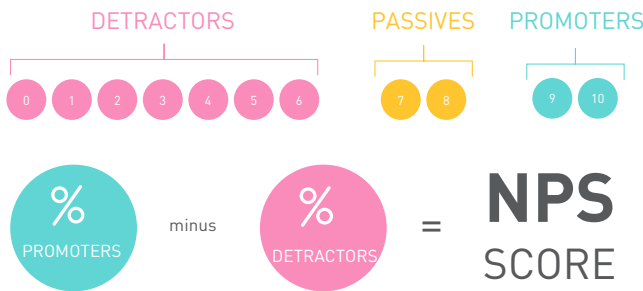 DETRACTORS PASSIVES PROMOTERS
0 1 2 3 4 5 6 7 8 9 10
% minus % = NPS
PROMOTERS DETRACTORS SCORE